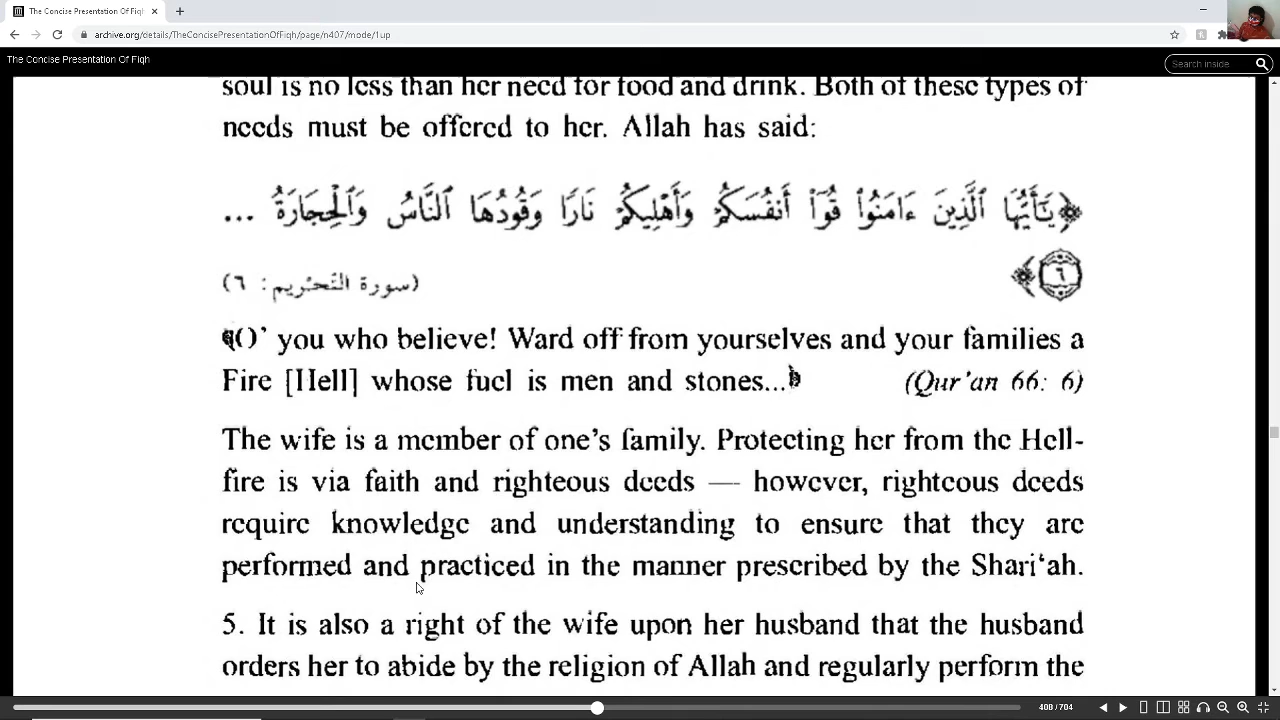 The Concise Presentation Of Fiqh
archive.org/details/TheConcisePresentationOfFiqh/page/n407/mode/1up
The Concise Presentation Of Fiqh
Search inside
soul is no less than her need for food and drink. Both of these types of
needs must be offered to her. Allah has said:
﴿يَـٰٓأَيُّهَا ٱلَّذِينَ ءَامَنُوا۟ قُوٓا۟ أَنفُسَكُمْ وَأَهْلِيكُمْ نَارًا وَقُودُهَا ٱلنَّاسُ وَٱلْحِجَارَةُ ...
٦﴾
(سورة التَّحْريم: ٦)
﴾O’ you who believe! Ward off from yourselves and your families a
Fire [Hell] whose fuel is men and stones...﴿ (Qur’an 66: 6)
The wife is a member of one’s family. Protecting her from the Hell-
fire is via faith and righteous deeds — however, righteous deeds
require knowledge and understanding to ensure that they are
performed and practiced in the manner prescribed by the Shari‘ah.
5. It is also a right of the wife upon her husband that the husband
orders her to abide by the religion of Allah and regularly perform the
408 / 704